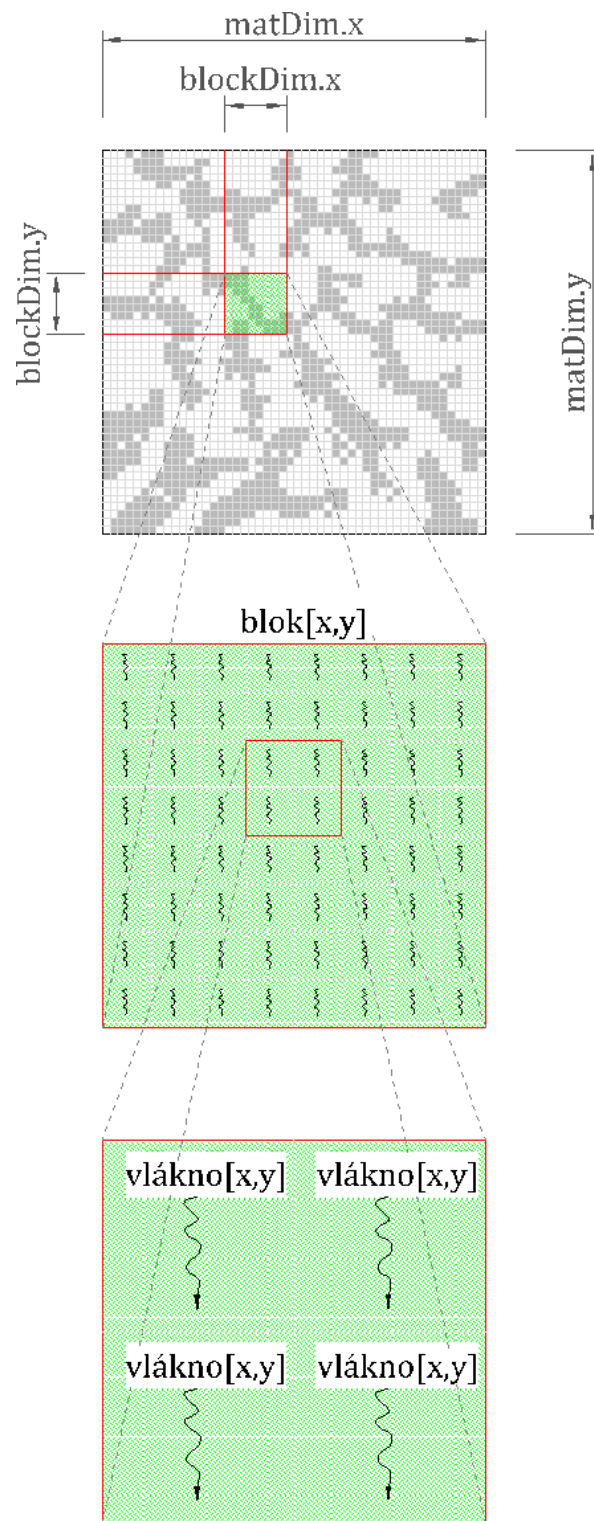 matDim.x
blockDim.x
blockDim.y
matDim.y
blok[x,y]
vlákno[x,y] vlákno[x,y]
vlákno[x,y] vlákno[x,y]